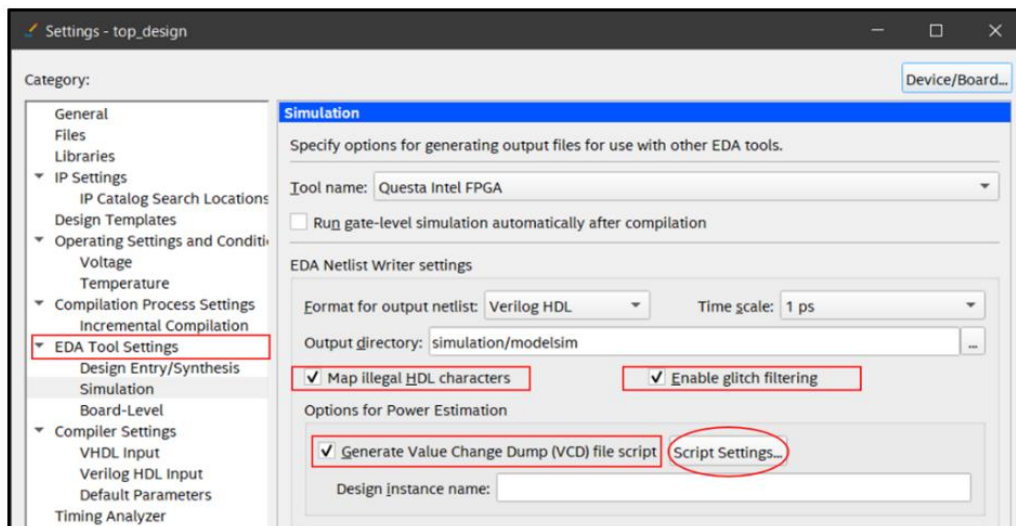 Settings - top_design
Category:
Device/Board...
General
Files
Libraries
IP Settings
IP Catalog Search Locations
Design Templates
Operating Settings and Conditi
Voltage
Temperature
Compilation Process Settings
Incremental Compilation
EDA Tool Settings
Design Entry/Synthesis
Simulation
Board-Level
Compiler Settings
VHDL Input
Verilog HDL Input
Default Parameters
Timing Analyzer
Simulation
Specify options for generating output files for use with other EDA tools.
Tool name: Questa Intel FPGA
Run gate-level simulation automatically after compilation
EDA Netlist Writer settings
Format for output netlist: Verilog HDL Time scale: 1 ps
Output directory: simulation/modelsim ...
Map illegal HDL characters Enable glitch filtering
Options for Power Estimation
Generate Value Change Dump (VCD) file script Script Settings...
Design instance name: